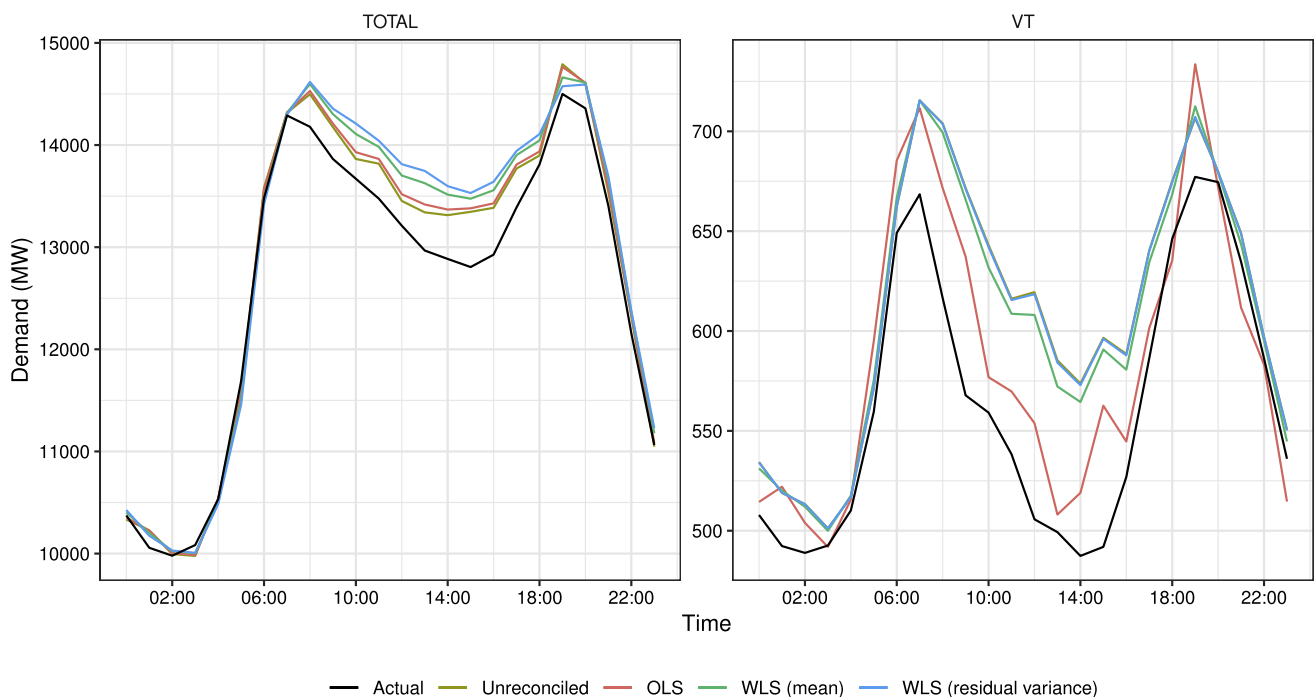 TOTAL
VT
Demand (MW)
15000
14000
13000
12000
11000
10000
700
650
600
550
500
02:00 06:00 10:00 14:00 18:00 22:00
02:00 06:00 10:00 14:00 18:00 22:00
Time
Actual Unreconciled OLS WLS (mean) WLS (residual variance)